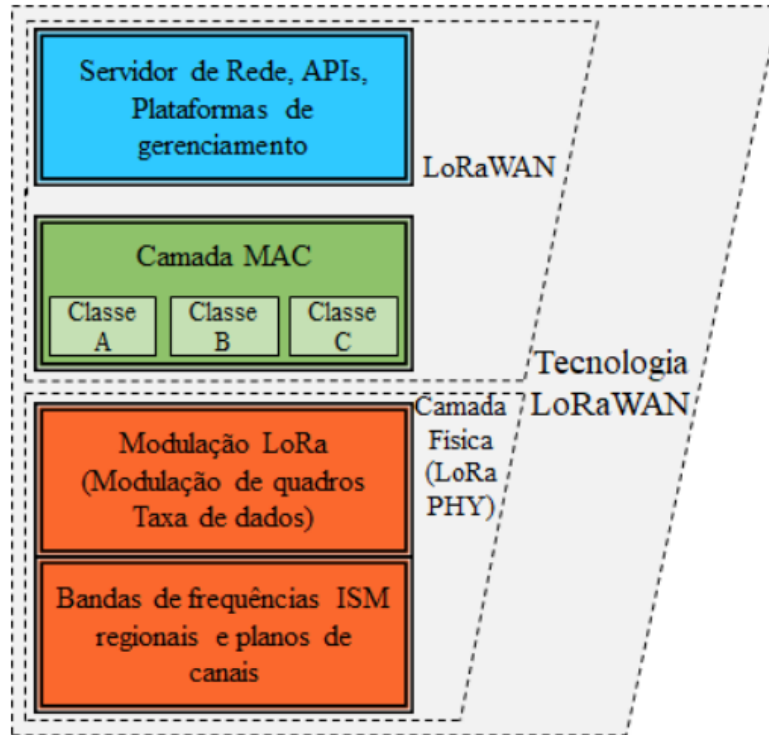 Servidor de Rede, APIs,
Plataformas de
gerenciamento
LoRaWAN
Camada MAC
Classe
A
Classe
B
Classe
C
Tecnologia
LoRaWAN
Camada
Física
(LoRa
PHY)
Modulação LoRa
(Modulação de quadros
Taxa de dados)
Bandas de frequências ISM
regionais e planos de
canais